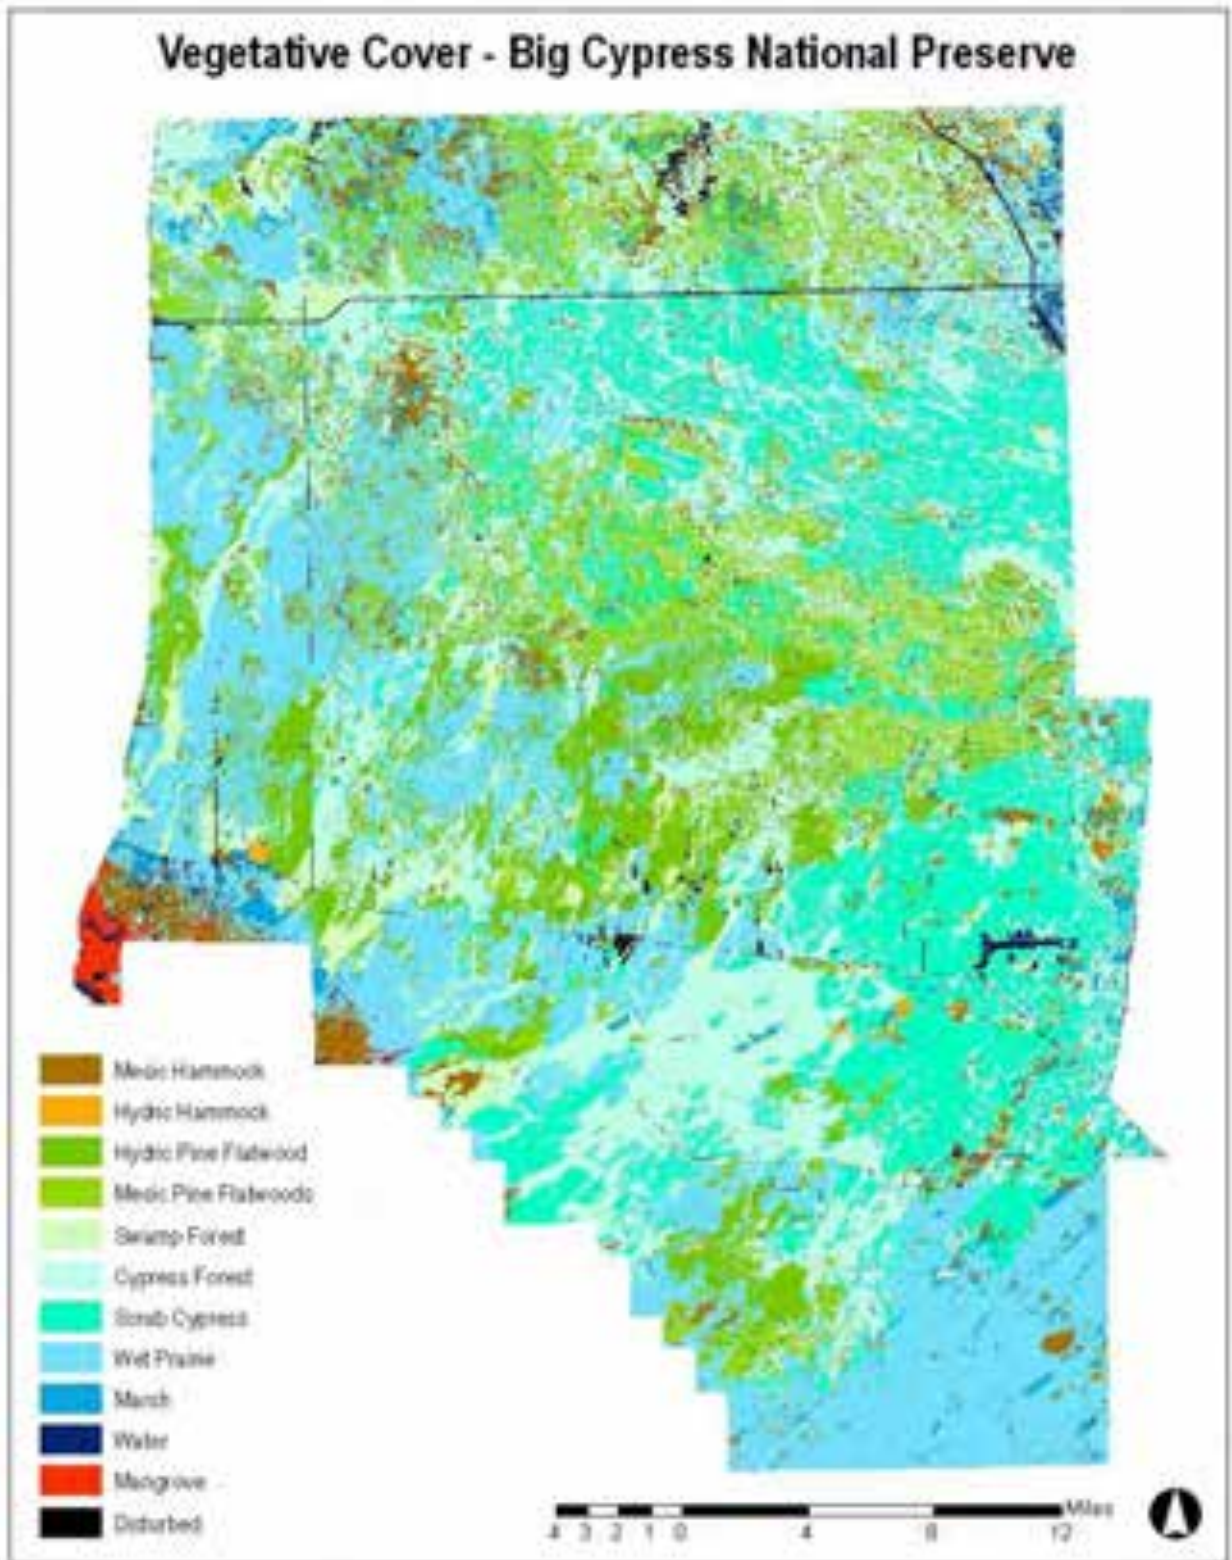 Vegetative Cover - Big Cypress National Preserve
Mesic Hammock
Hydric Hammock
Hydric Pine Flatwood
Mesic Pine Flatwoods
Swamp Forest
Cypress Forest
Scrub Cypress
Wet Prairie
Marsh
Water
Mangrove
Disturbed
Miles
4 3 2 1 0 4 8 12